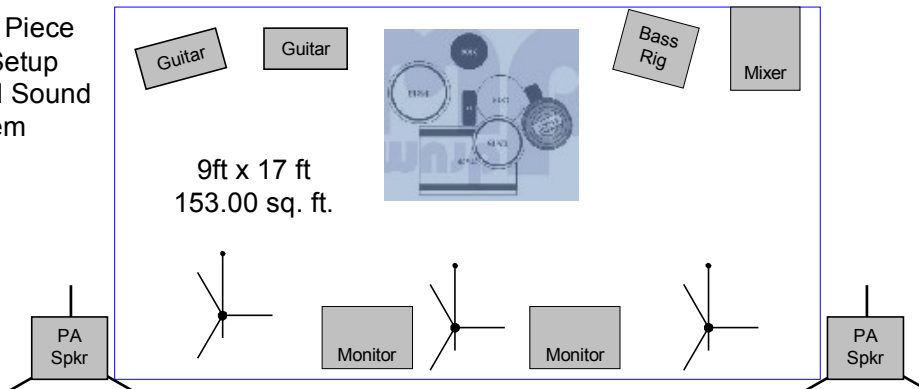 Piece
Setup
Sound
Guitar
Guitar
Bass
Rig
Mixer
9ft x 17 ft
153.00 sq. ft.
PA
Spkr
Monitor
Monitor
PA
Spkr